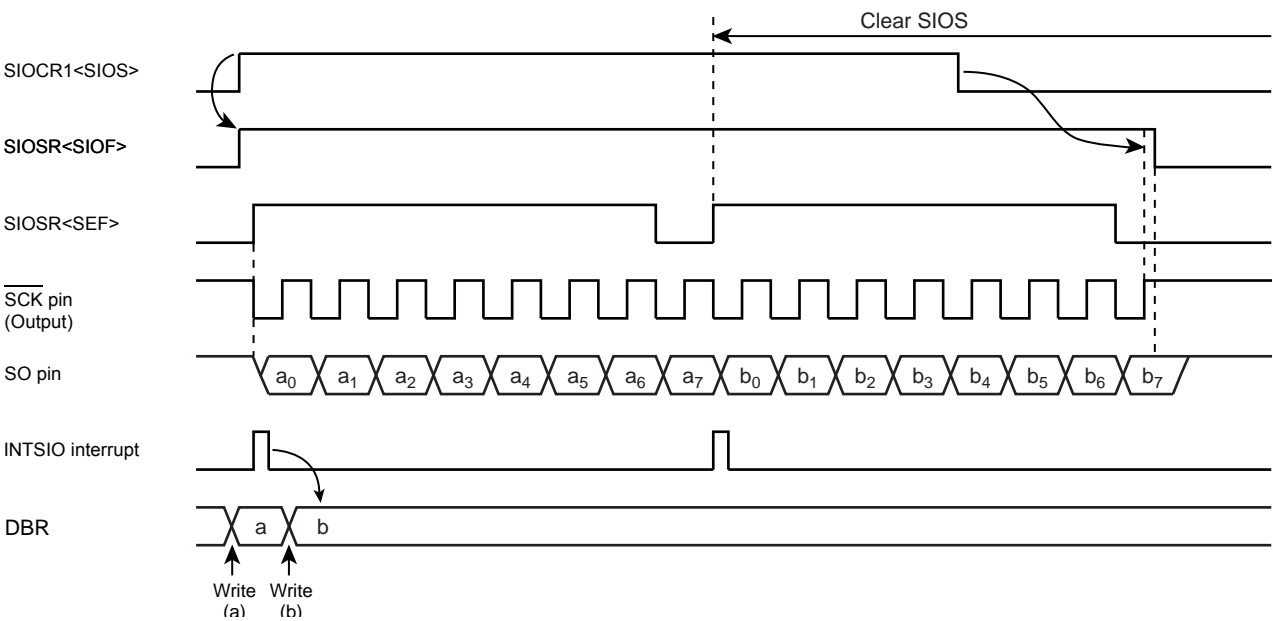 Clear SIOS
SIOCR1<SIOS>
SIOSR<SIOF>
SIOSR<SEF>
SCK pin
(Output)
SO pin
a0 a1 a2 a3 a4 a5 a6 a7 b0 b1 b2 b3 b4 b5 b6 b7
INTSIO interrupt
DBR
a b
Write Write
(a) (b)